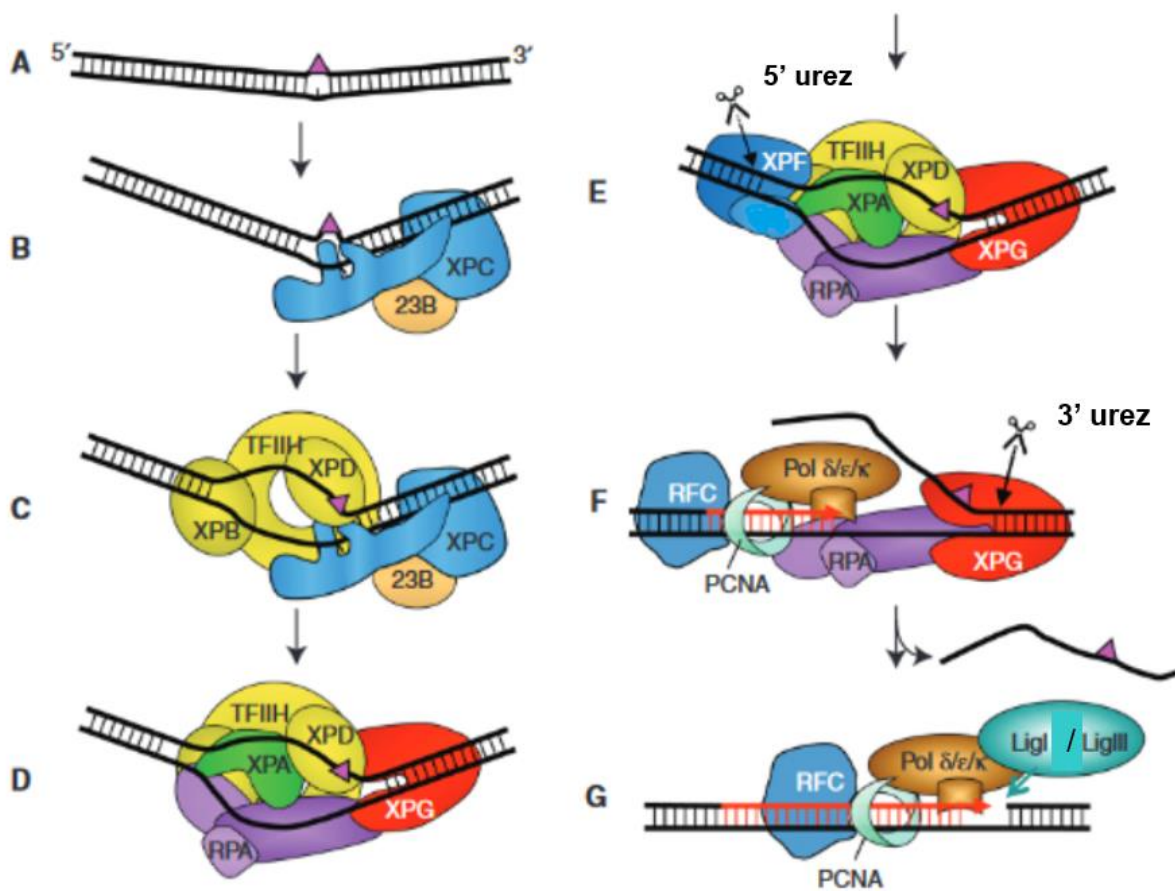 A
5′
3′
B
XPC
23B
C
TFIIH
XPD
XPB
XPC
23B
D
TFIIH
XPD
XPA
XPG
RPA
5’ urez
E
XPF
TFIIH
XPD
XPA
XPG
RPA
3’ urez
F
RFC
Pol δ/ε/κ
PCNA
RPA
XPG
G
RFC
Pol δ/ε/κ
LigI / LigIII
PCNA